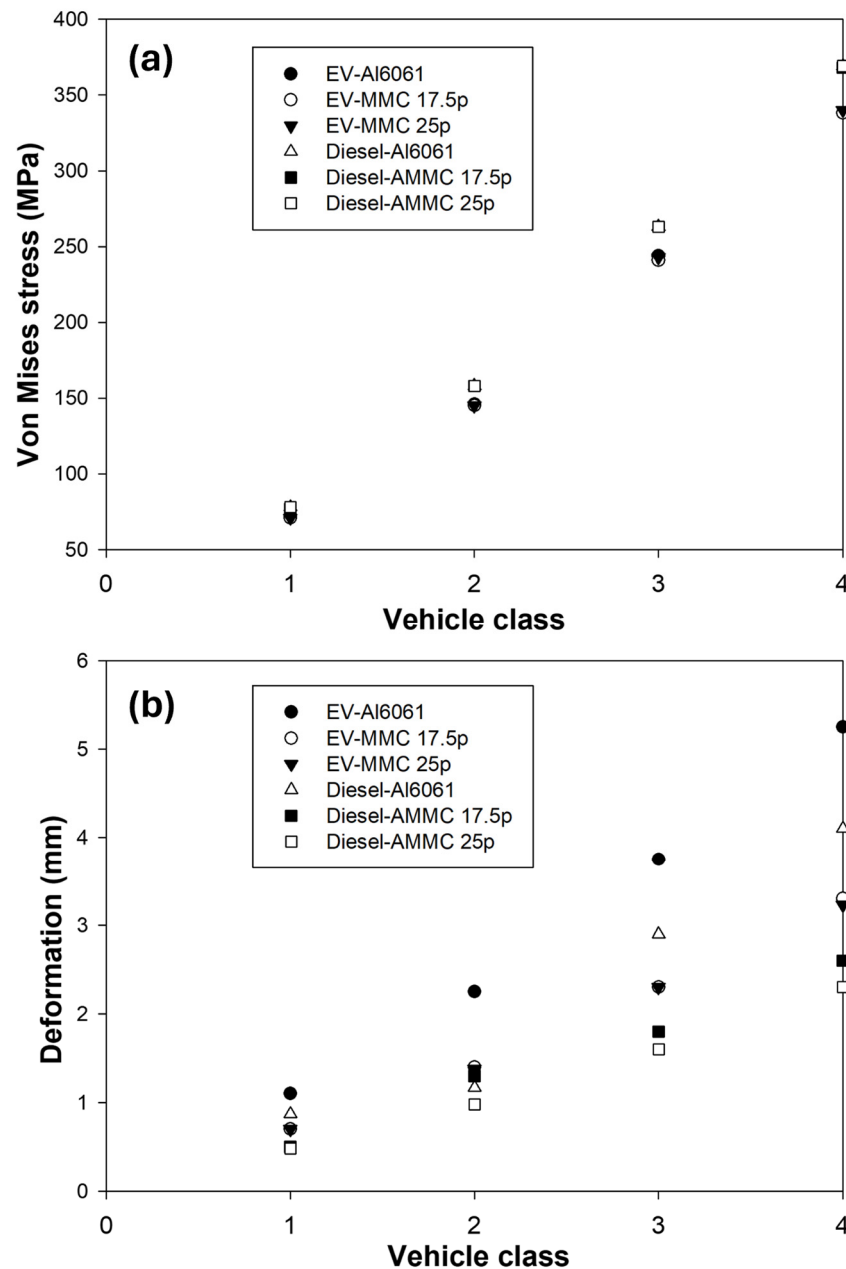 (a)
EV-Al6061
EV-MMC 17.5p
EV-MMC 25p
Diesel-Al6061
Diesel-AMMC 17.5p
Diesel-AMMC 25p
Von Mises stress (MPa)
400
350
300
250
200
150
100
50
0 1 2 3 4
Vehicle class
(b)
EV-Al6061
EV-MMC 17.5p
EV-MMC 25p
Diesel-Al6061
Diesel-AMMC 17.5p
Diesel-AMMC 25p
Deformation (mm)
6
5
4
3
2
1
0
0 1 2 3 4
Vehicle class